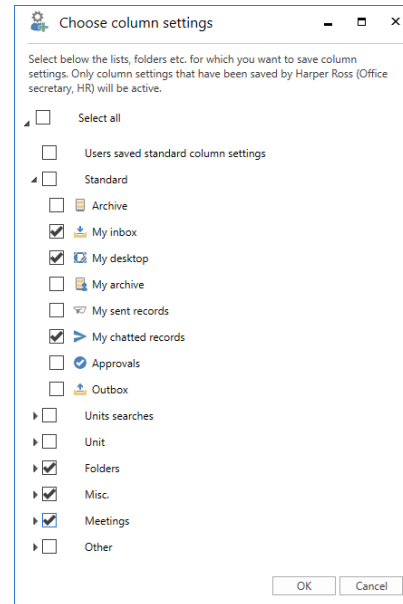 Choose column settings
Select below the lists, folders etc. for which you want to save column
settings. Only column settings that have been saved by Harper Ross (Office
secretary, HR) will be active.
Select all
Users saved standard column settings
Standard
Archive
My inbox
My desktop
My archive
My sent records
My chatted records
Approvals
Outbox
Units searches
Unit
Folders
Misc.
Meetings
Other
OK Cancel